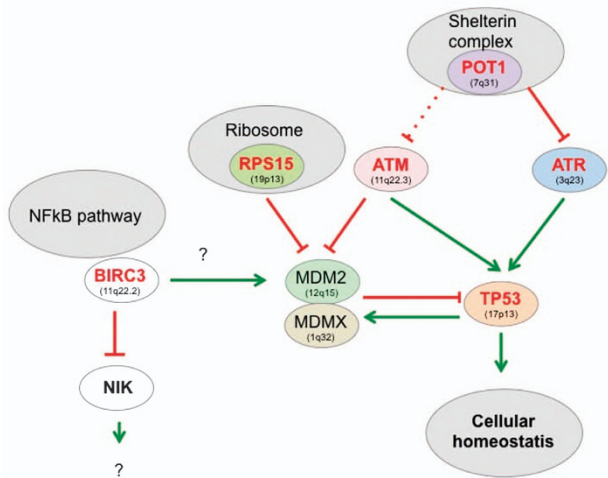 Shelterin
complex
POT1
(7q31)
Ribosome
RPS15
(19p13)
ATM
(11q22.3)
ATR
(3q23)
NFkB pathway
BIRC3
(11q22.2)
?
MDM2
(12q15)
MDMX
(1q32)
TP53
(17p13)
NIK
?
Cellular
homeostatis